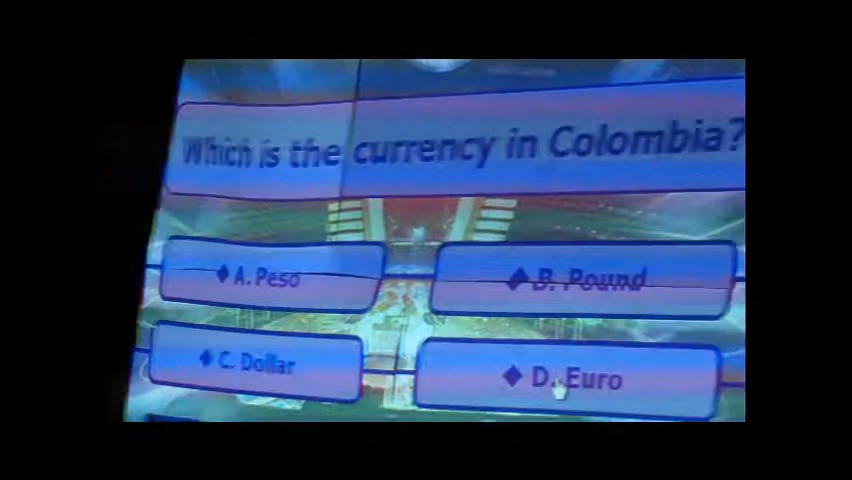 Which is the currency in Colombia?
A. Peso
B. Pound
C. Dollar
D. Euro